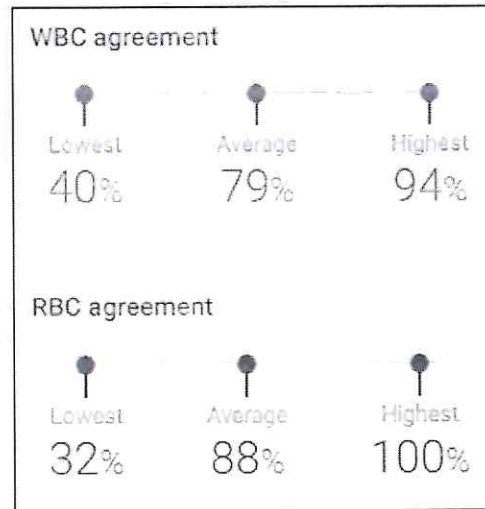 WBC agreement
Lowest Average Highest
40% 79% 94%
RBC agreement
Lowest Average Highest
32% 88% 100%